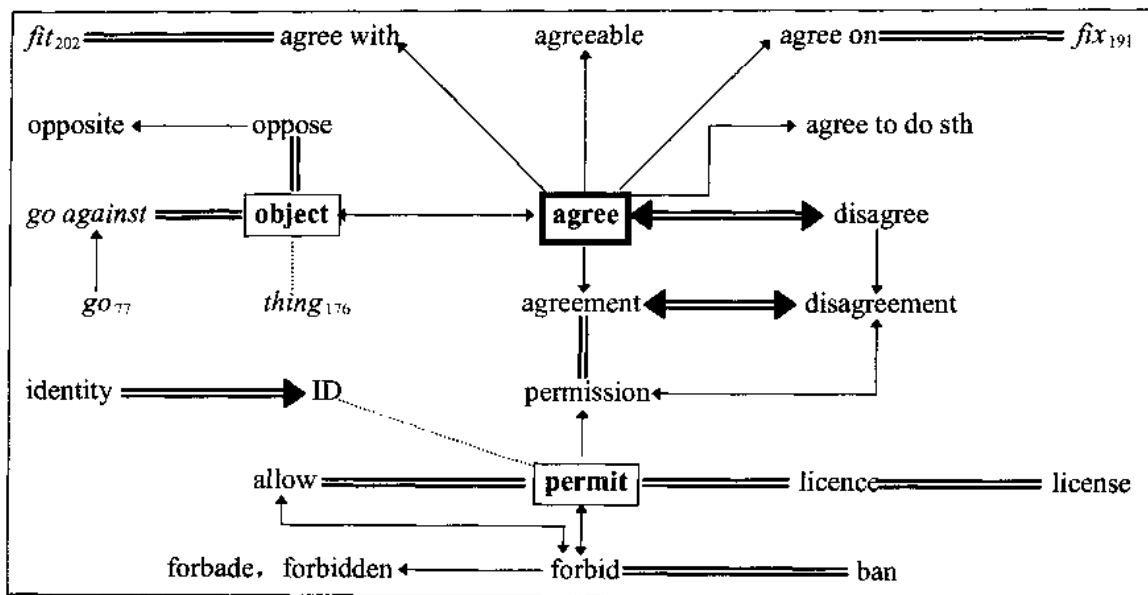 fit202 agree with agreeable agree on fix191
opposite oppose agree to do sth
go against object agree disagree
go77 thing176 agreement disagreement
identity ID permission
allow permit licence license
forbade, forbidden forbid ban